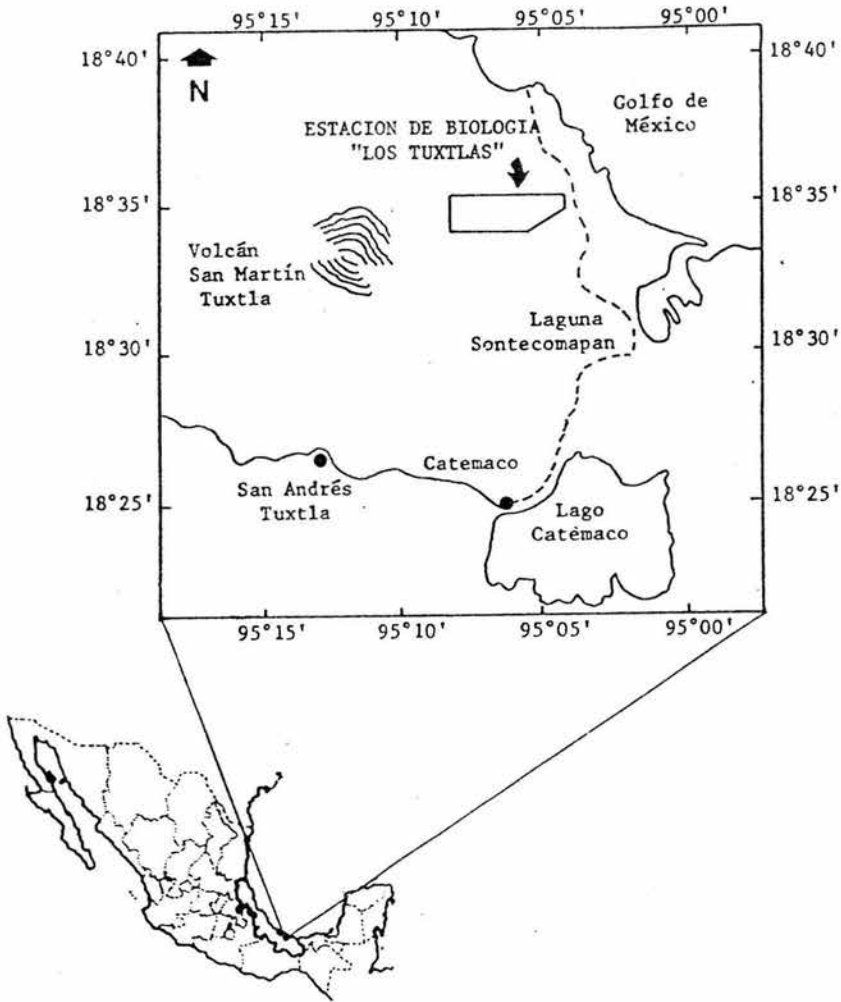 95°15' 95°10' 95°05' 95°00'
18°40'
18°40'
N
Golfo de
México
ESTACION DE BIOLOGIA
"LOS TUXTLAS"
18°35'
18°35'
Volcán
San Martín
Tuxtla
Laguna
Sontecomapan
18°30'
18°30'
Catemaco
San Andrés
Tuxtla
18°25'
18°25'
Lago
Catémaco
95°15' 95°10' 95°05' 95°00'